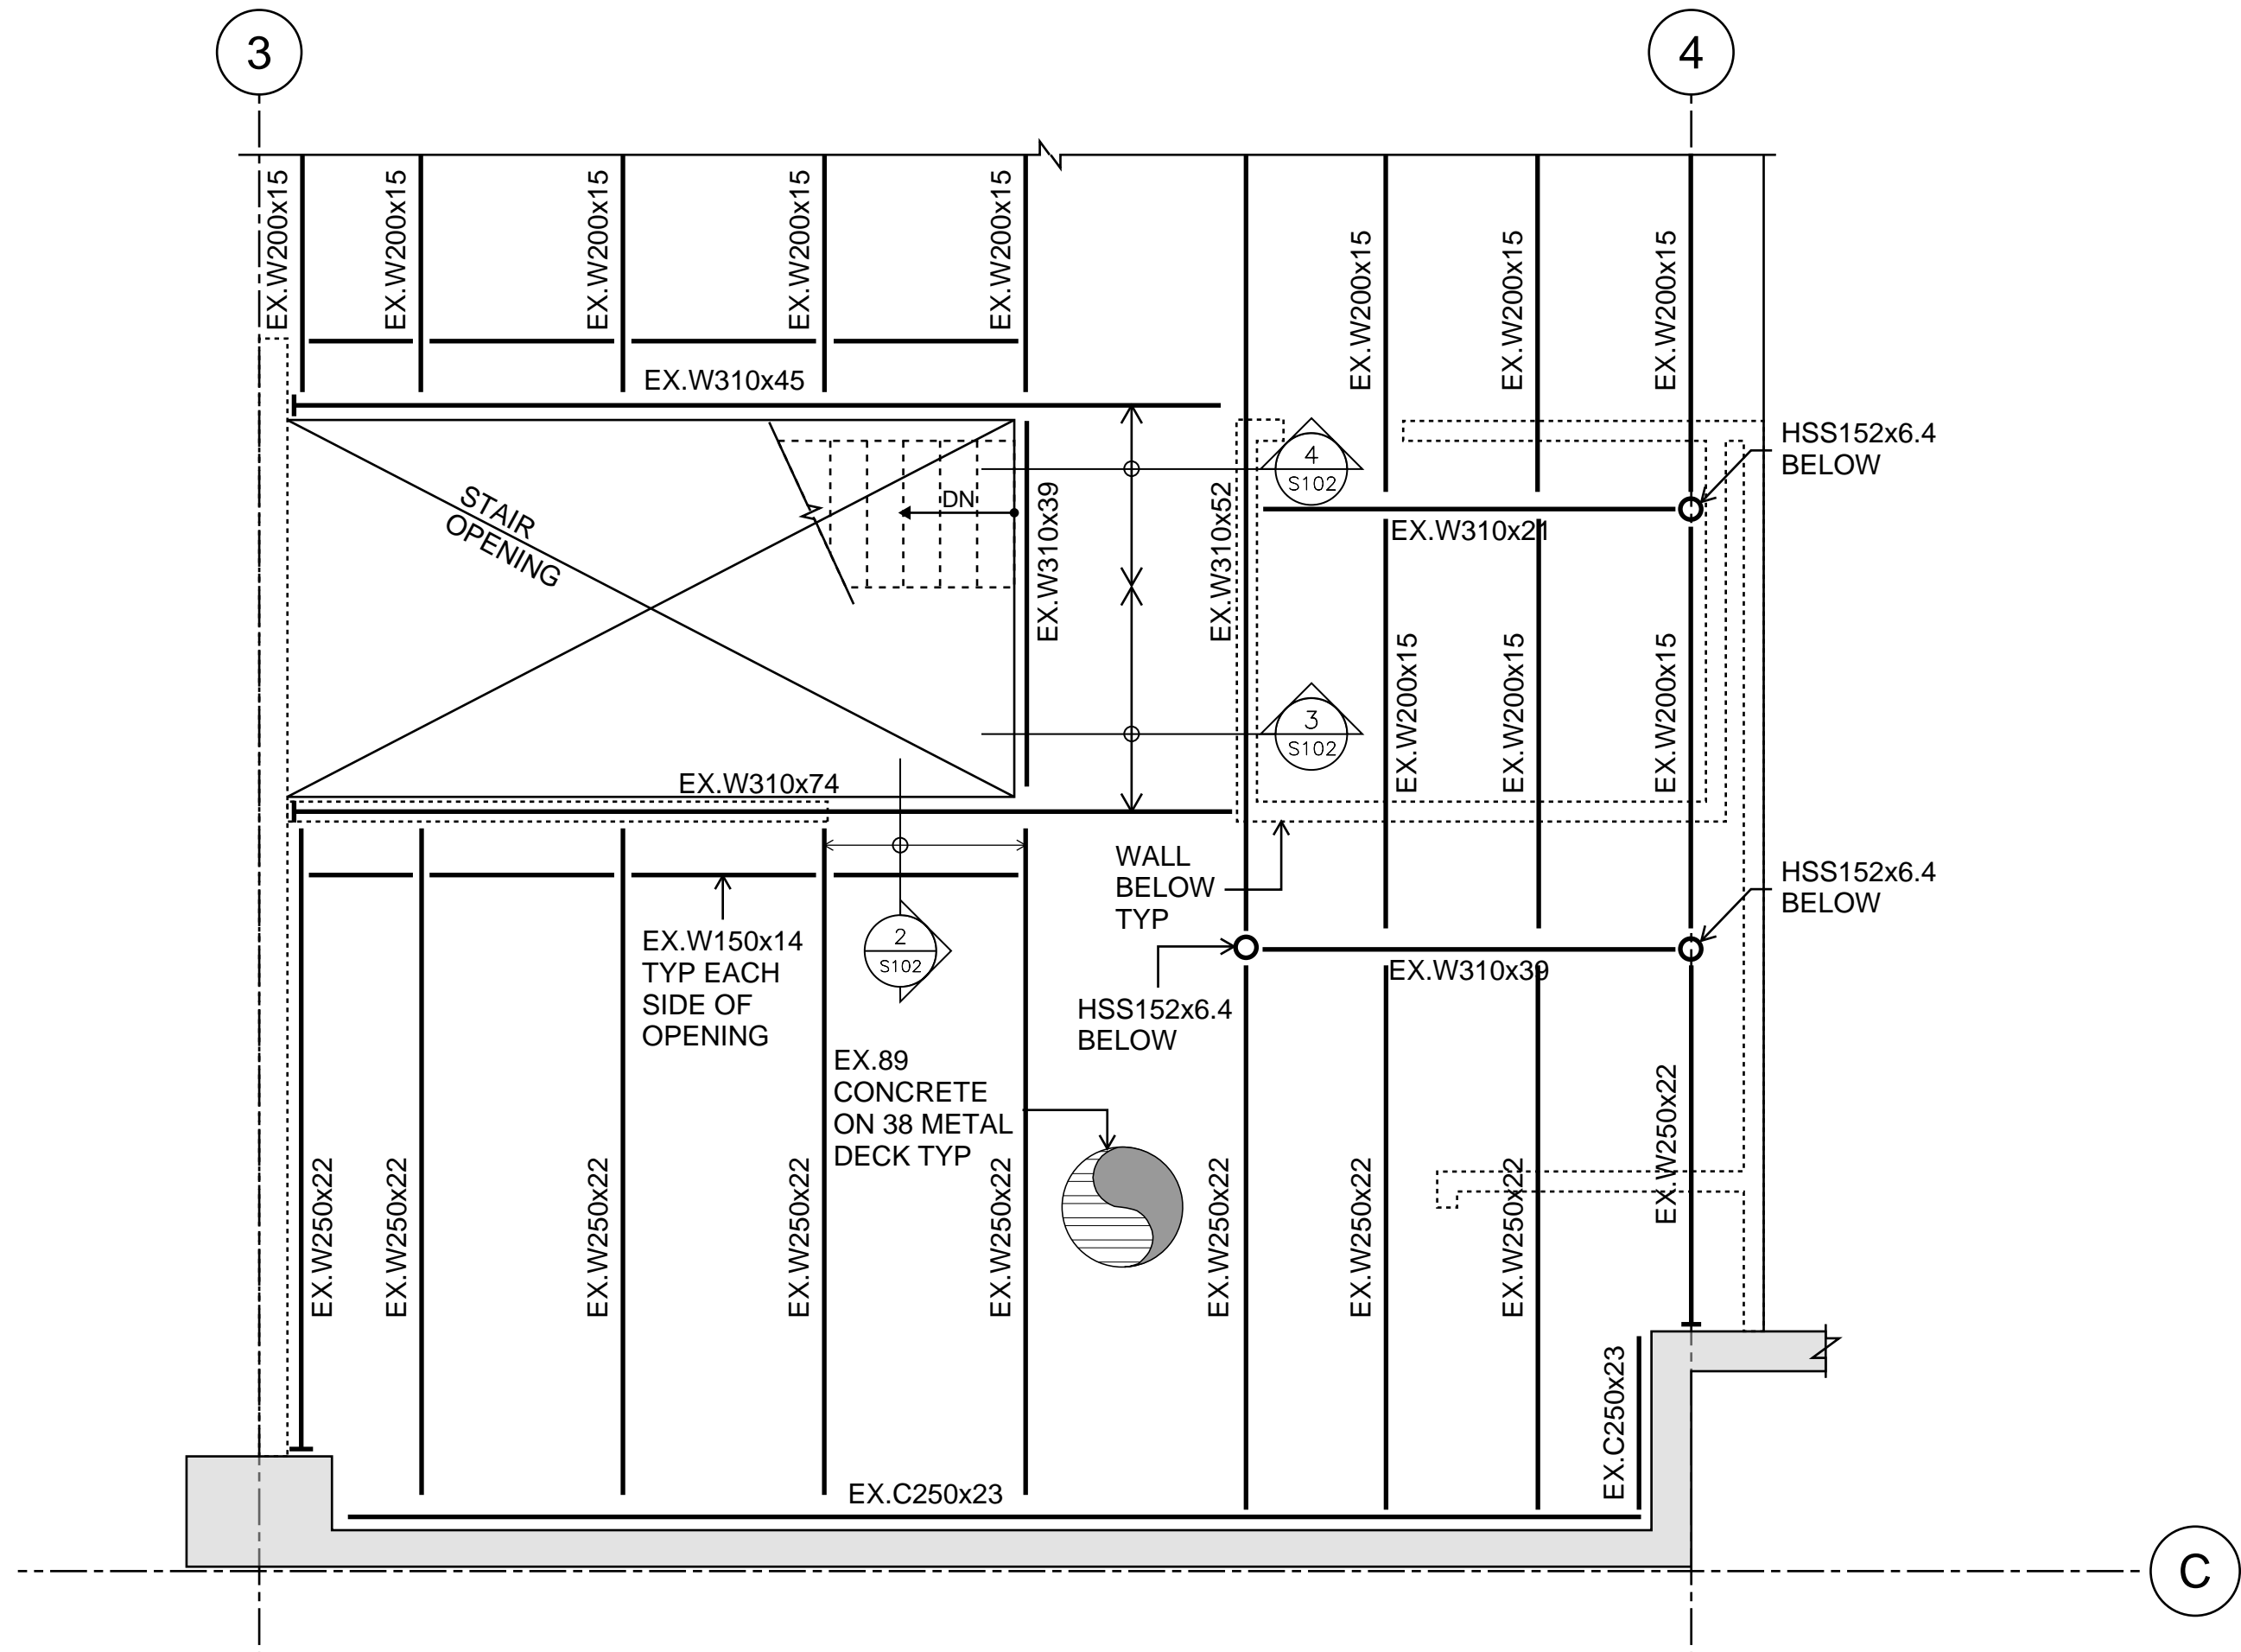 3
4
EX.W200x15
EX.W200x15
EX.W200x15
EX.W200x15
EX.W200x15
EX.W200x15
EX.W200x15
EX.W200x15
EX.W310x45
HSS152x6.4
BELOW
4
S102
STAIR
OPENING
DN
EX.W310x39
EX.W310x52
EX.W310x21
EX.W200x15
EX.W200x15
EX.W200x15
3
S102
EX.W310x74
WALL
BELOW
TYP
HSS152x6.4
BELOW
EX.W150x14
TYP EACH
SIDE OF
OPENING
2
S102
EX.W310x39
HSS152x6.4
BELOW
EX.89
CONCRETE
ON 38 METAL
DECK TYP
EX.W250x22
EX.W250x22
EX.W250x22
EX.W250x22
EX.W250x22
EX.W250x22
EX.W250x22
EX.W250x22
EX.W250x22
EX.C250x23
EX.C250x23
C